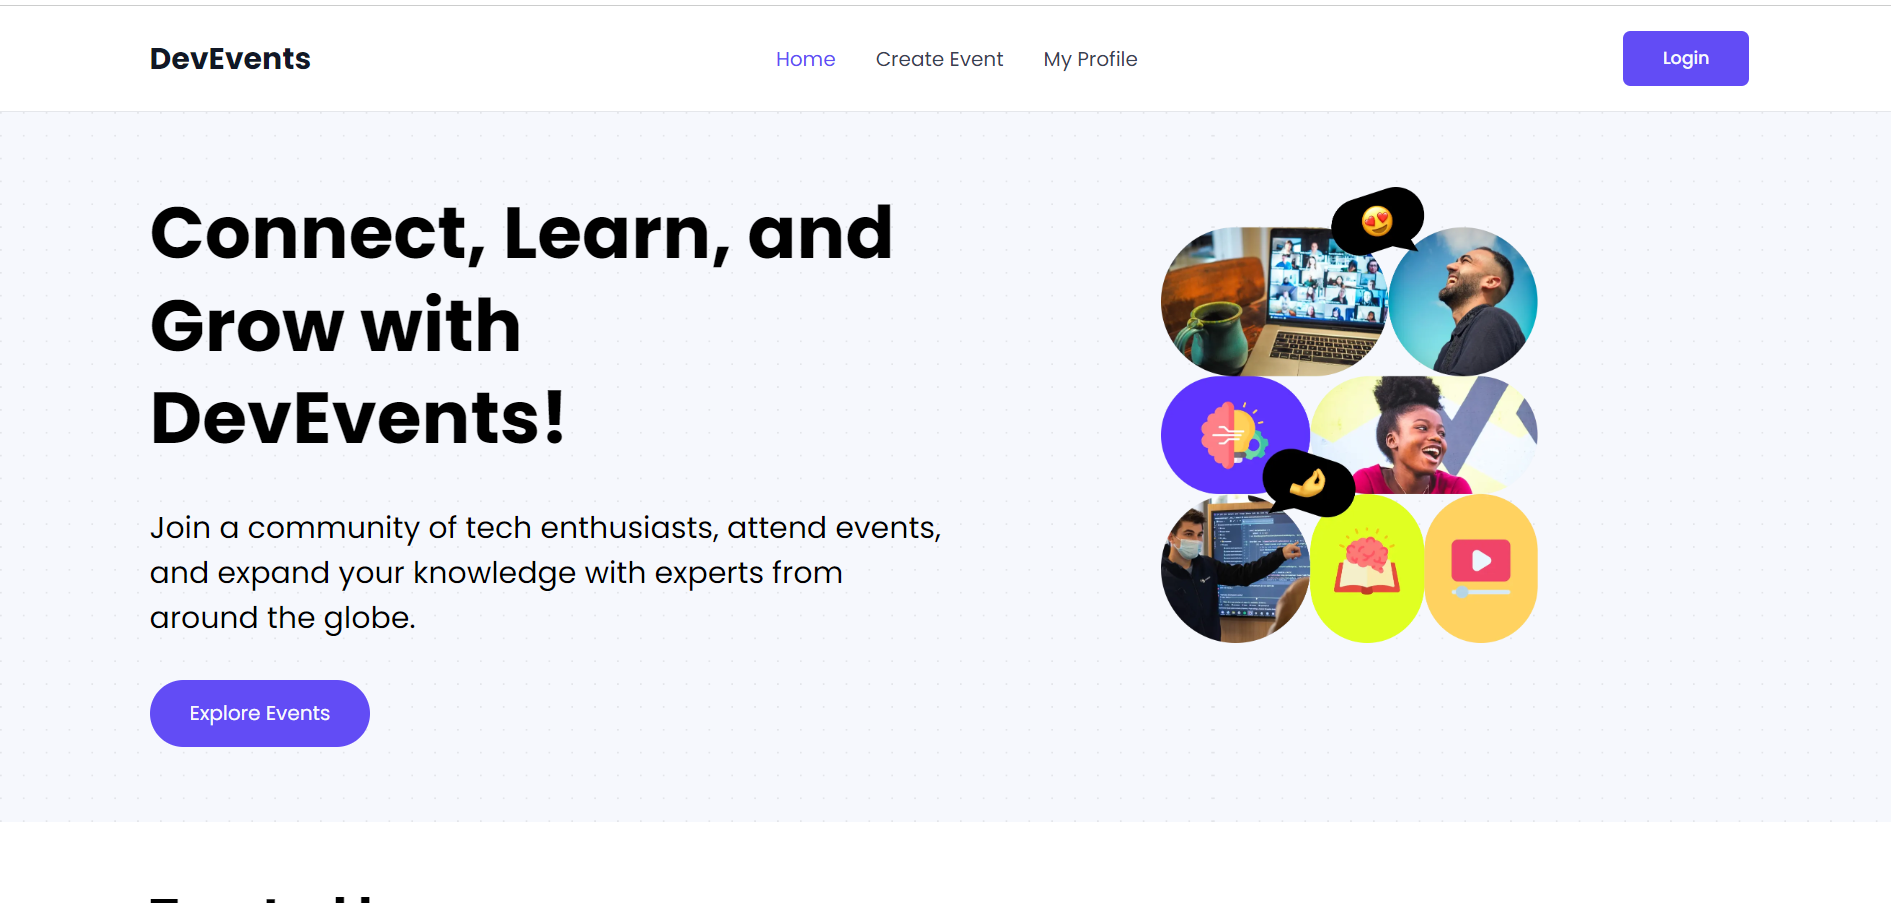 DevEvents
Home
Create Event
My Profile
Login
Connect, Learn, and
Grow with
DevEvents!
Join a community of tech enthusiasts, attend events,
and expand your knowledge with experts from
around the globe.
Explore Events